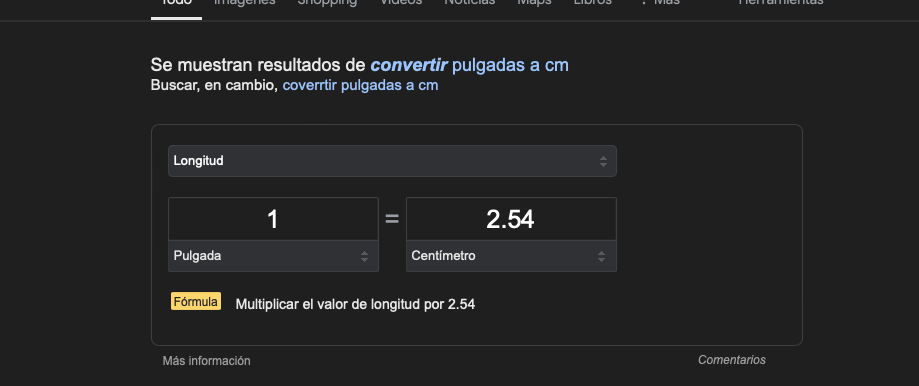 Todo Imágenes Shopping Videos Noticias Maps Libros Más Herramientas
Se muestran resultados de convertir pulgadas a cm
Buscar, en cambio, coverrtir pulgadas a cm
Longitud
1 = 2.54
Pulgada Centímetro
Fórmula Multiplicar el valor de longitud por 2.54
Más información Comentarios